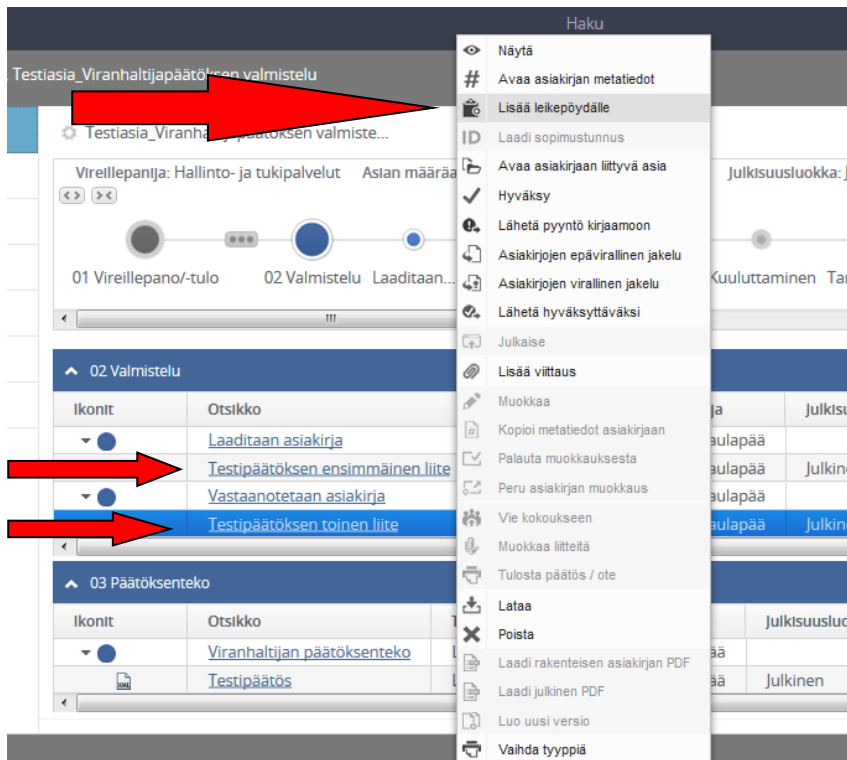 Haku
Testiasia_Viranhaltijapäätöksen valmistelu
Testiasia_Viranhaltijapäätöksen valmiste...
Vireillepanija: Hallinto- ja tukipalvelut Asian määrää
Julkisuusluokka: J
01 Vireillepano/-tulo
02 Valmistelu
Laaditaan...
Kuuluttaminen
Tar
02 Valmistelu
Ikonit Otsikko ja Julkisu
Laaditaan asiakirja aulapää
Testipäätöksen ensimmäinen liite aulapää Julkine
Vastaanotetaan asiakirja aulapää
Testipäätöksen toinen liite aulapää Julkine
03 Päätöksenteko
Ikonit Otsikko T Julkisuusluo
Viranhaltijan päätöksenteko L ää
XML Testipäätös L ää Julkinen
Näytä
# Avaa asiakirjan metatiedot
Lisää leikepöydälle
ID Laadi sopimustunnus
Avaa asiakirjaan liittyvä asia
Hyväksy
Lähetä pyyntö kirjaamoon
Asiakirjojen epävirallinen jakelu
Asiakirjojen virallinen jakelu
Lähetä hyväksyttäväksi
Julkaise
Lisää viittaus
Muokkaa
# Kopioi metatiedot asiakirjaan
Palauta muokkauksesta
Peru asiakirjan muokkaus
Vie kokoukseen
Muokkaa liitteitä
Tulosta päätös / ote
Lataa
Poista
Laadi rakenteisen asiakirjan PDF
Laadi julkinen PDF
Luo uusi versio
Vaihda tyyppiä